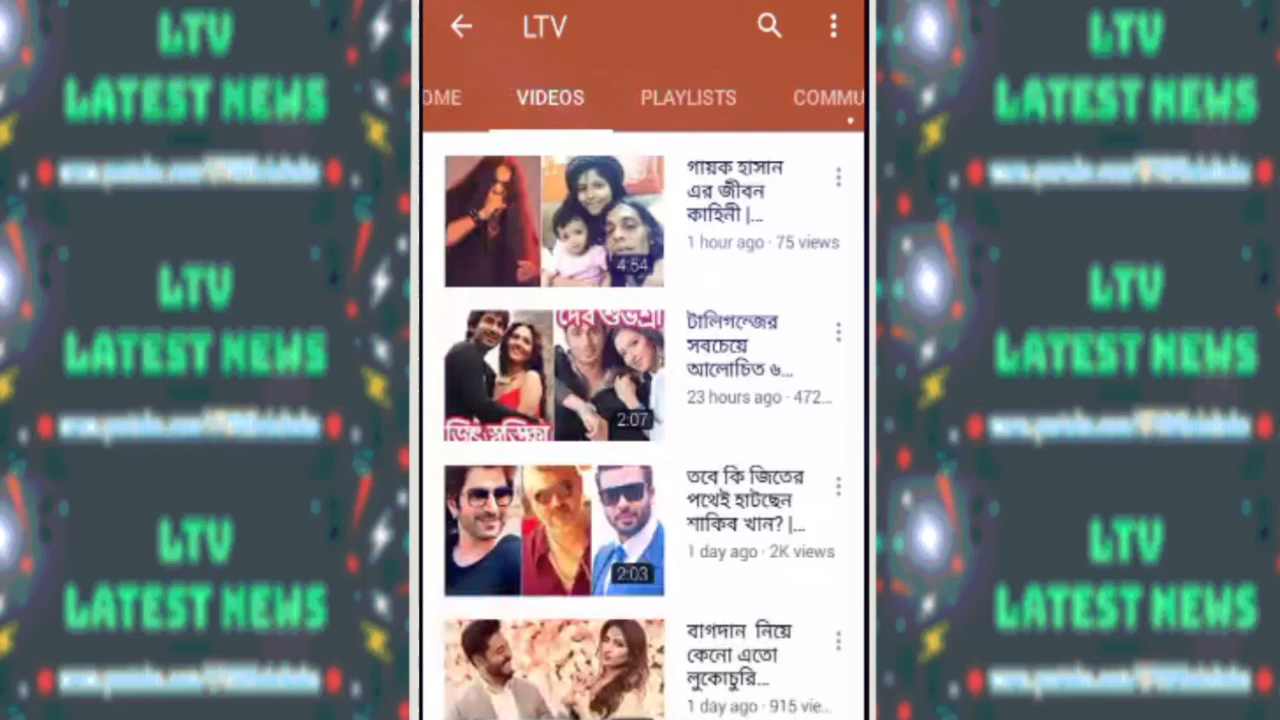 LTV
LATEST NEWS
LTV
LATEST NEWS
LTV
LATEST NEWS
LTV
OME VIDEOS PLAYLISTS COMMU
গায়ক হাসান
এর জীবন
কাহিনী |...
1 hour ago · 75 views
4:54
টালিগন্জের
সবচেয়ে
আলোচিত ৬...
23 hours ago · 472...
দেব শুভশ্রী
জিৎ স্বস্তিকা
2:07
তবে কি জিতের
পথেই হাটছেন
শাকিব খান? |...
1 day ago · 2K views
2:03
বাগদান নিয়ে
কেনো এতো
লুকোচুরি...
1 day ago · 915 vie...
LTV
LATEST NEWS
LTV
LATEST NEWS
LTV
LATEST NEWS